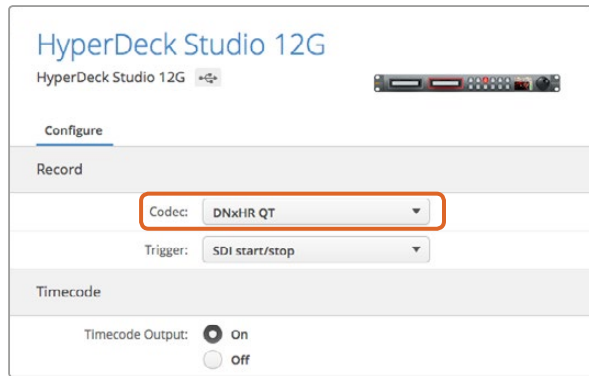 HyperDeck Studio 12G
HyperDeck Studio 12G
Configure
Record
Codec: DNxHR QT
Trigger: SDI start/stop
Timecode
Timecode Output: On
Off